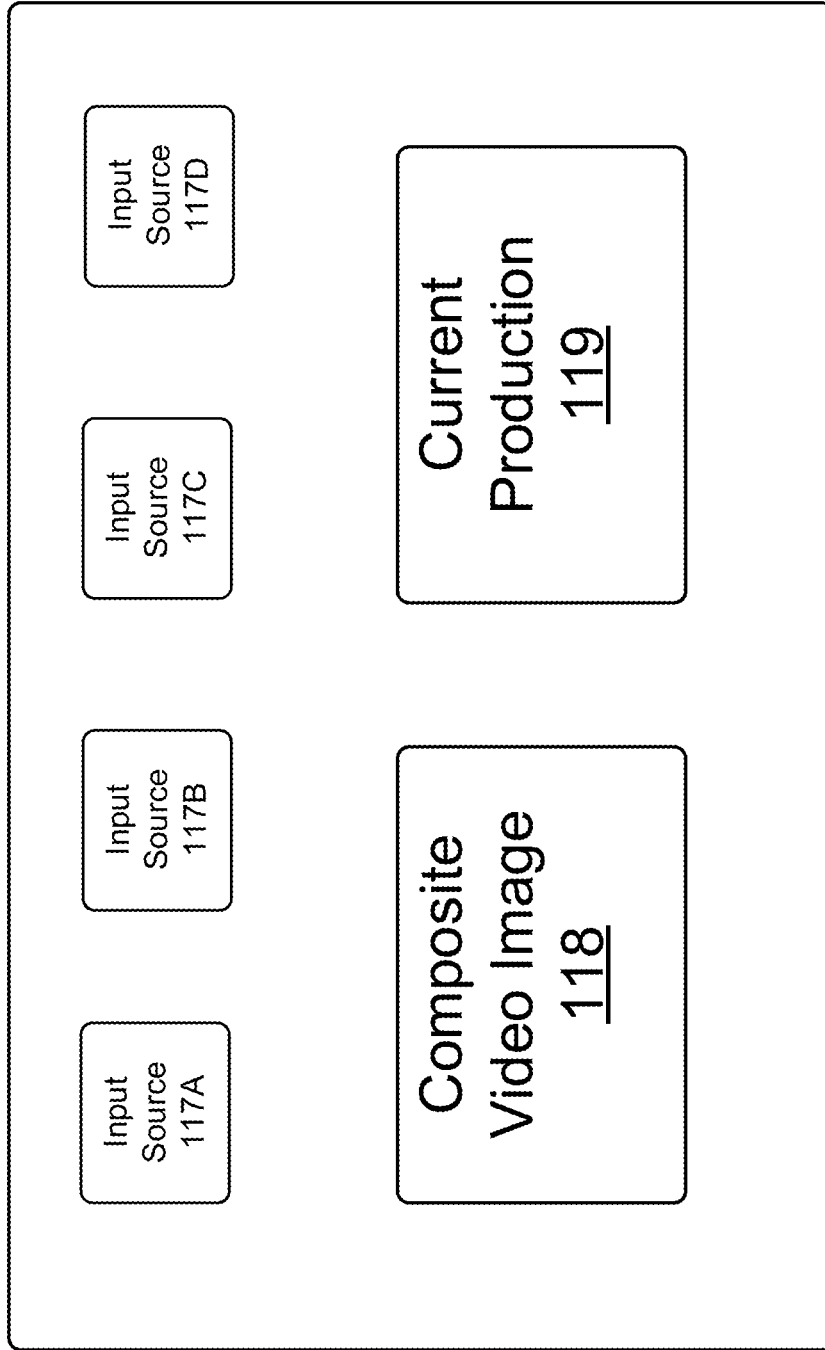 Input
Source
117A
Input
Source
117B
Input
Source
117C
Input
Source
117D
Composite
Video Image
118
Current
Production
119